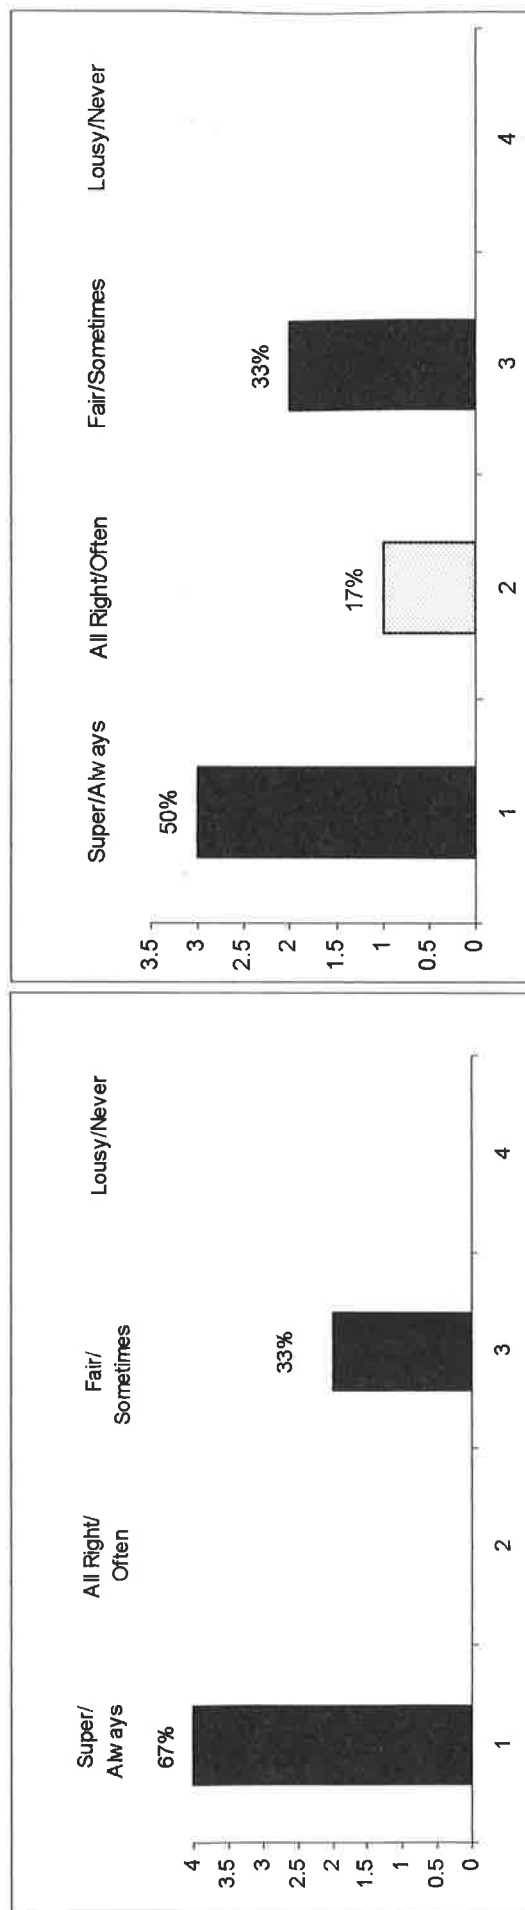 Super/
Always
All Right/
Often
Fair/
Sometimes
Lousy/Never
67%
33%
4
3.5
3
2.5
2
1.5
1
0.5
0
1 2 3 4
Super/Always All Right/Often Fair/Sometimes Lousy/Never
50%
17%
33%
3.5
3
2.5
2
1.5
1
0.5
0
1 2 3 4